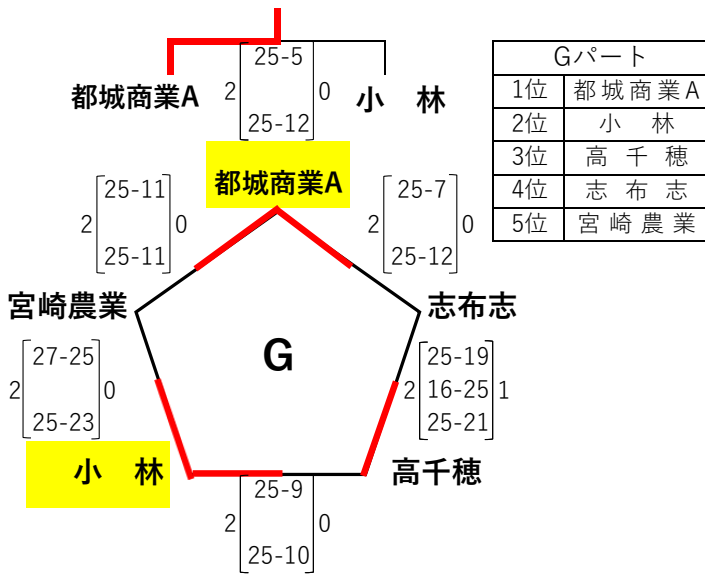 25-5
都城商業A 2 0 小 林
25-12
Gパート
1位 都城商業A
2位 小 林
3位 高千穂
4位 志布志
5位 宮崎農業
都城商業A
25-11
2 0
25-11
25-7
2 0
25-12
宮崎農業
志布志
G
27-25
2 0
25-23
25-19
2 16-25 1
25-21
小 林
高千穂
25-9
2 0
25-10